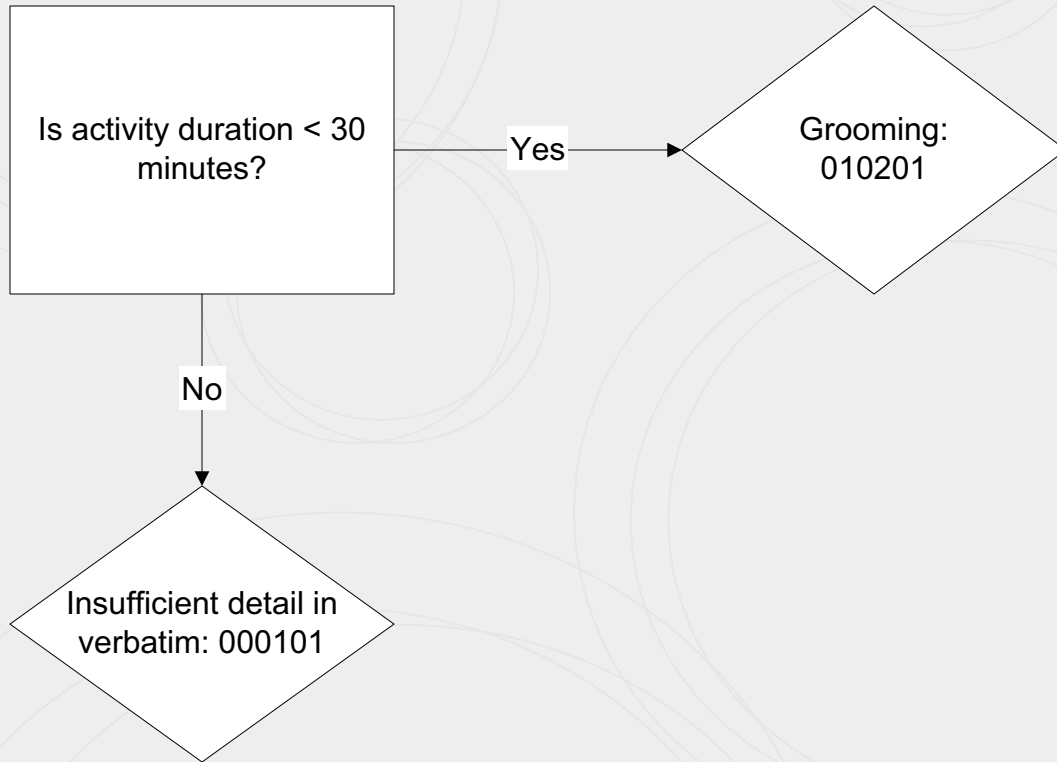 Is activity duration < 30
minutes?
Yes
Grooming:
010201
No
Insufficient detail in
verbatim: 000101